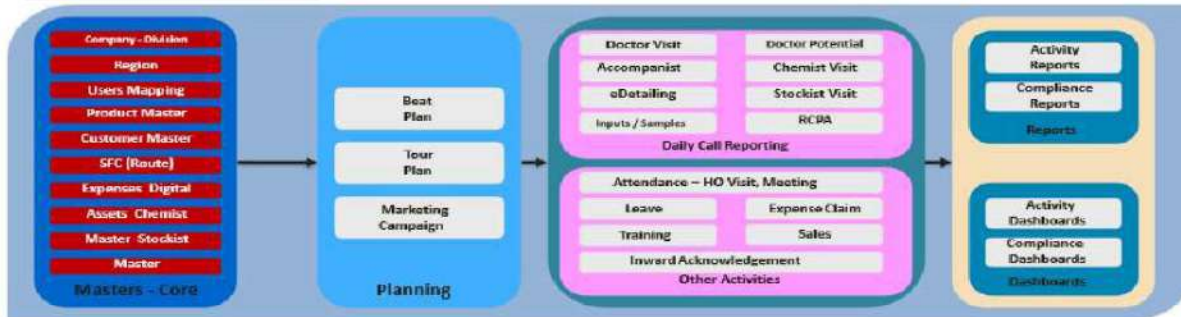 Company - Division
Region
Users Mapping
Product Master
Customer Master
SFC (Route)
Expenses Digital
Assets Chemist
Master Stockist
Master
Masters - Core
Beat
Plan
Tour
Plan
Marketing
Campaign
Planning
Doctor Visit
Doctor Potential
Accompanist
Chemist Visit
eDetailing
Stockist Visit
Inputs / Samples
RCPA
Daily Call Reporting
Attendance – HO Visit, Meeting
Leave
Expense Claim
Training
Sales
Inward Acknowledgement
Other Activities
Activity
Reports
Compliance
Reports
Reports
Activity
Dashboards
Compliance
Dashboards
Dashboards